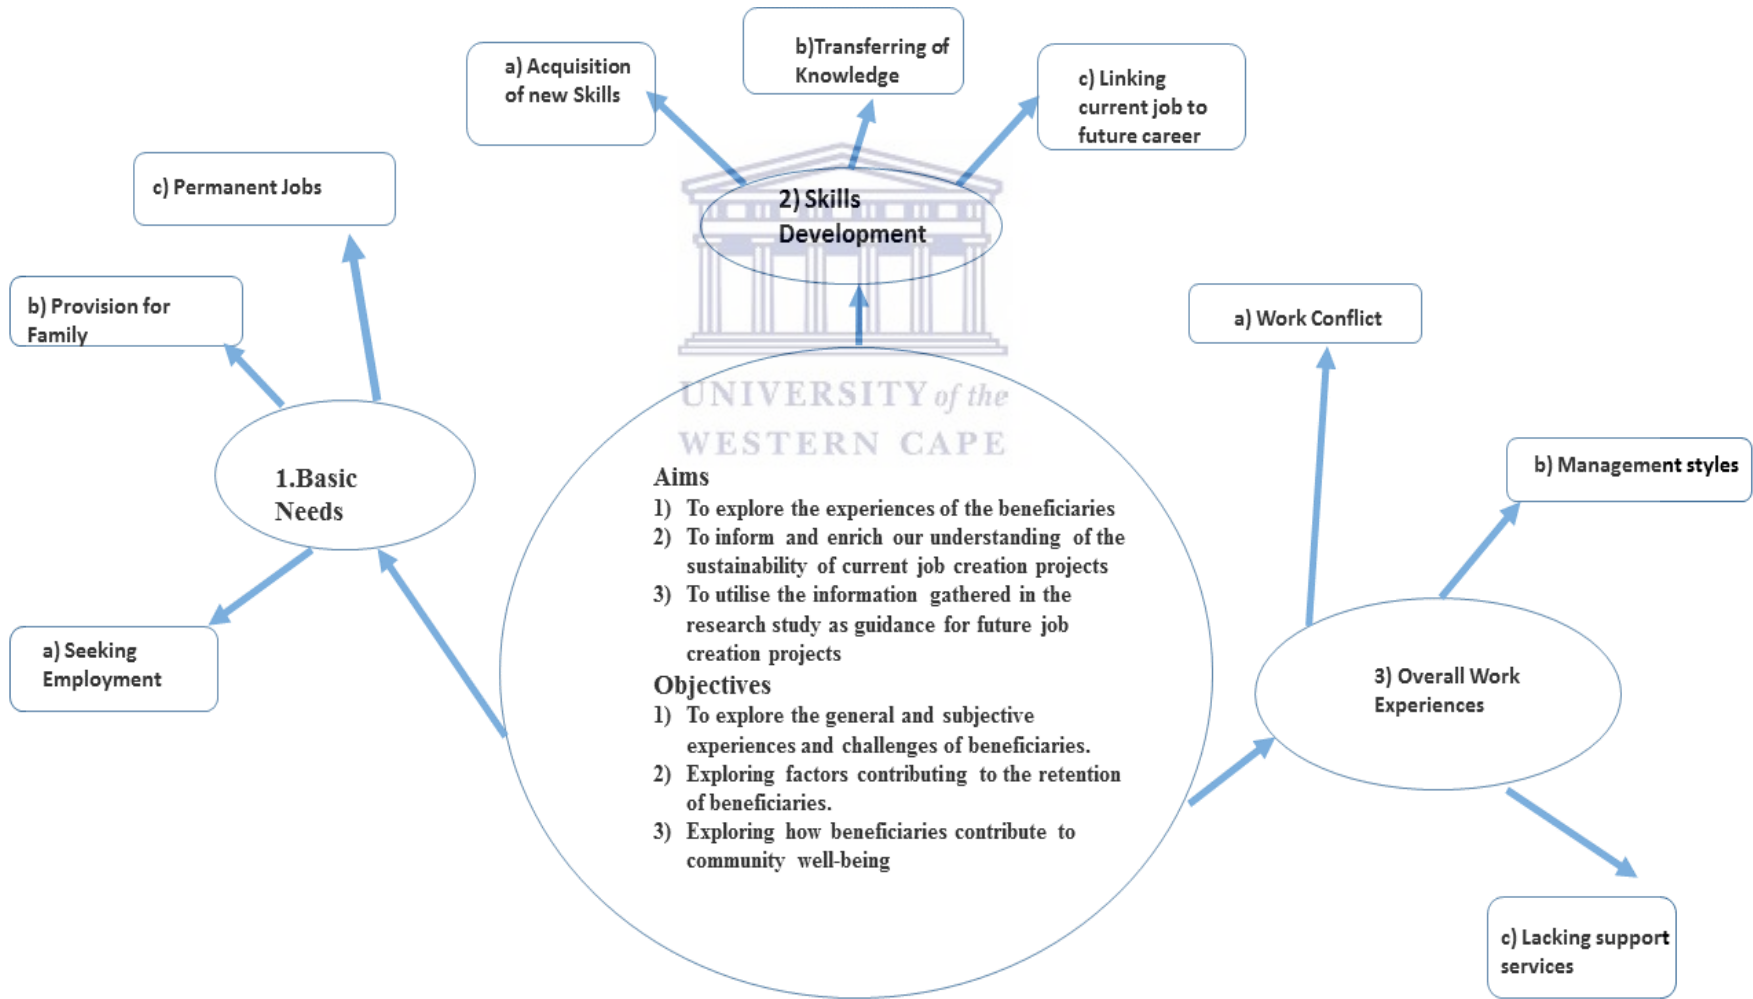 b)Transferring of
Knowledge
a) Acquisition
of new Skills
c) Linking
current job to
future career
c) Permanent Jobs
2) Skills
Development
b) Provision for
Family
a) Work Conflict
UNIVERSITY of the
WESTERN CAPE
b) Management styles
1.Basic
Needs
Aims
1) To explore the experiences of the beneficiaries
2) To inform and enrich our understanding of the
sustainability of current job creation projects
3) To utilise the information gathered in the
research study as guidance for future job
creation projects
Objectives
1) To explore the general and subjective
experiences and challenges of beneficiaries.
2) Exploring factors contributing to the retention
of beneficiaries.
3) Exploring how beneficiaries contribute to
community well-being
a) Seeking
Employment
3) Overall Work
Experiences
c) Lacking support
services